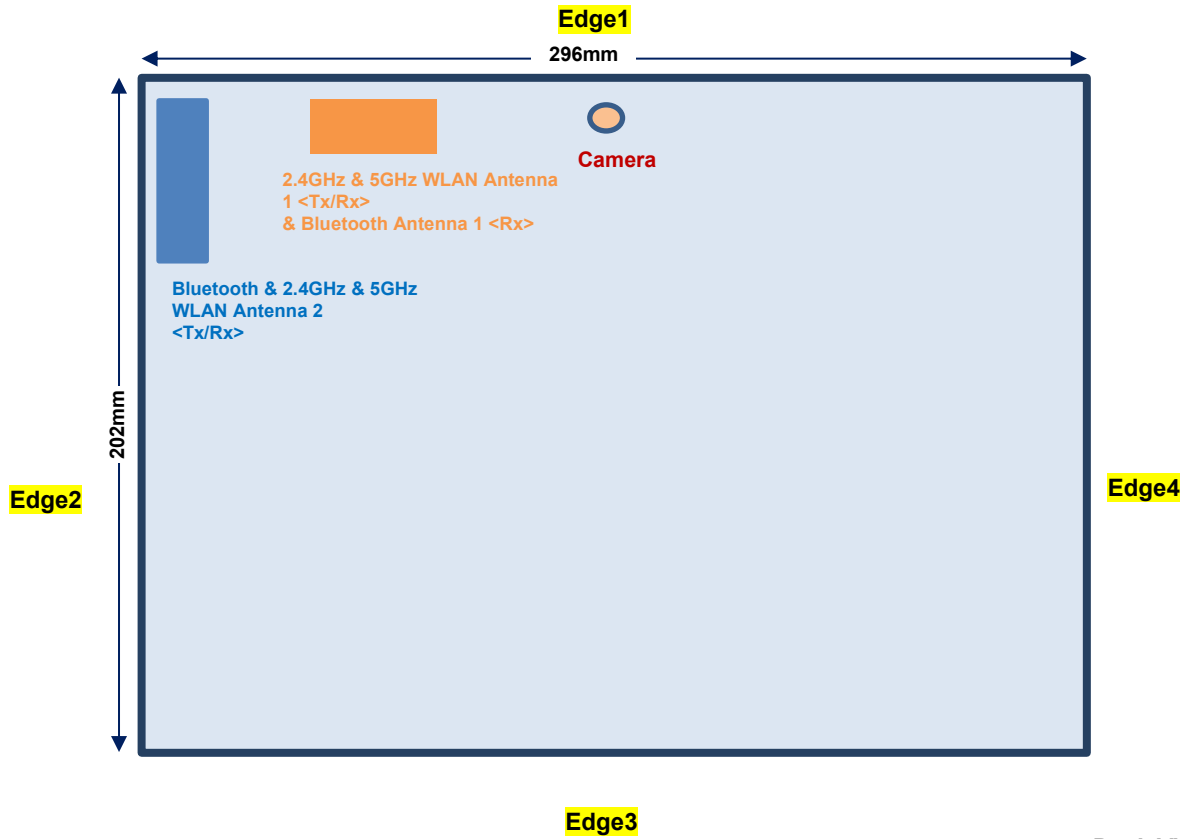 Edge1
296mm
Camera
2.4GHz & 5GHz WLAN Antenna
1 <Tx/Rx>
& Bluetooth Antenna 1 <Rx>
Bluetooth & 2.4GHz & 5GHz
WLAN Antenna 2
<Tx/Rx>
202mm
Edge2
Edge4
Edge3